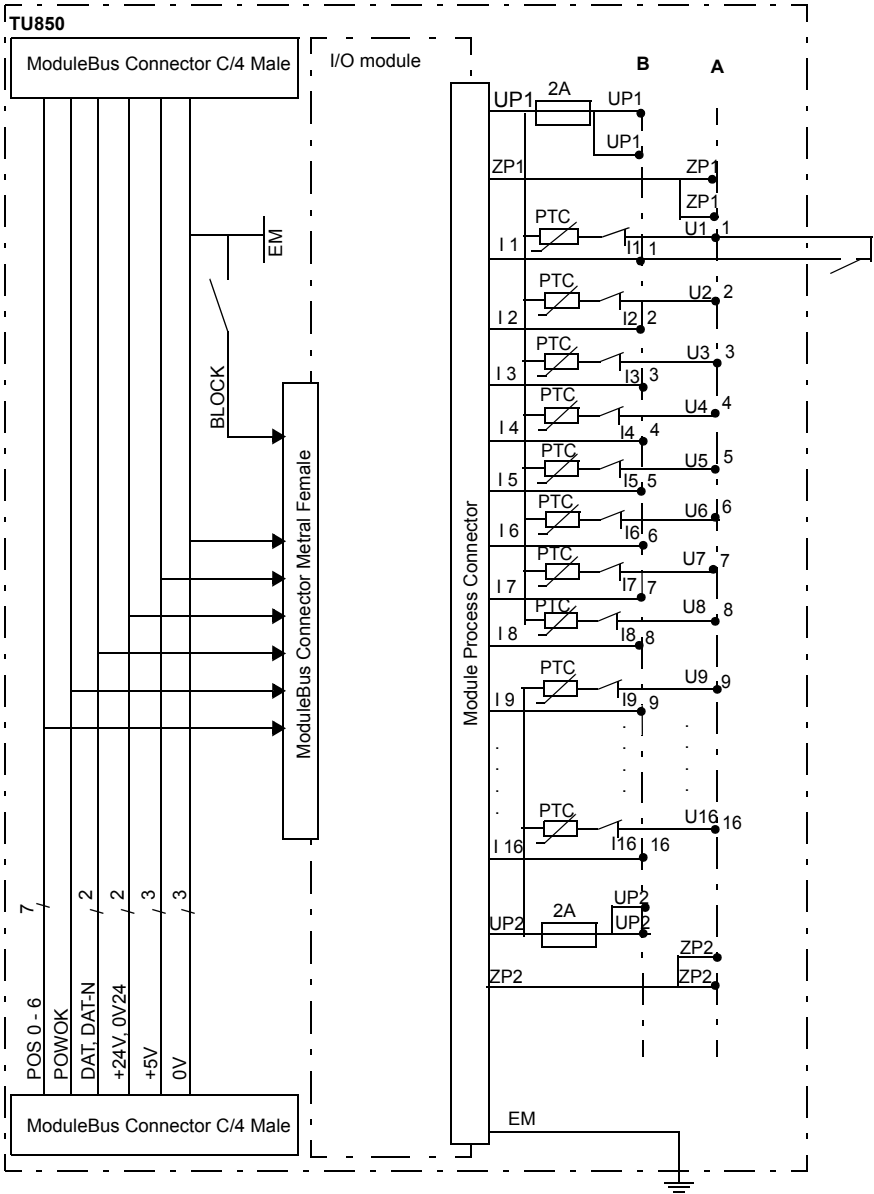 TU850
ModuleBus Connector C/4 Male
I/O module
B
A
UP1
2A
UP1
UP1
ZP1
ZP1
ZP1
PTC
U1
1
I 1
I1
1
EM
PTC
U2
2
I 2
I2
2
PTC
U3
3
I 3
I3
3
BLOCK
PTC
U4
4
I 4
I4
4
PTC
U5
5
I 5
I5
5
PTC
U6
6
I 6
I6
6
PTC
U7
7
I 7
I7
7
PTC
U8
8
I 8
I8
8
ModuleBus Connector Metral Female
Module Process Connector
PTC
U9
9
I 9
I9
9
PTC
U16
16
I 16
I16
16
7
2
2
3
3
UP2
2A
UP2
UP2
ZP2
ZP2
ZP2
POS 0 - 6
POWOK
DAT, DAT-N
+24V, 0V24
+5V
0V
ModuleBus Connector C/4 Male
EM